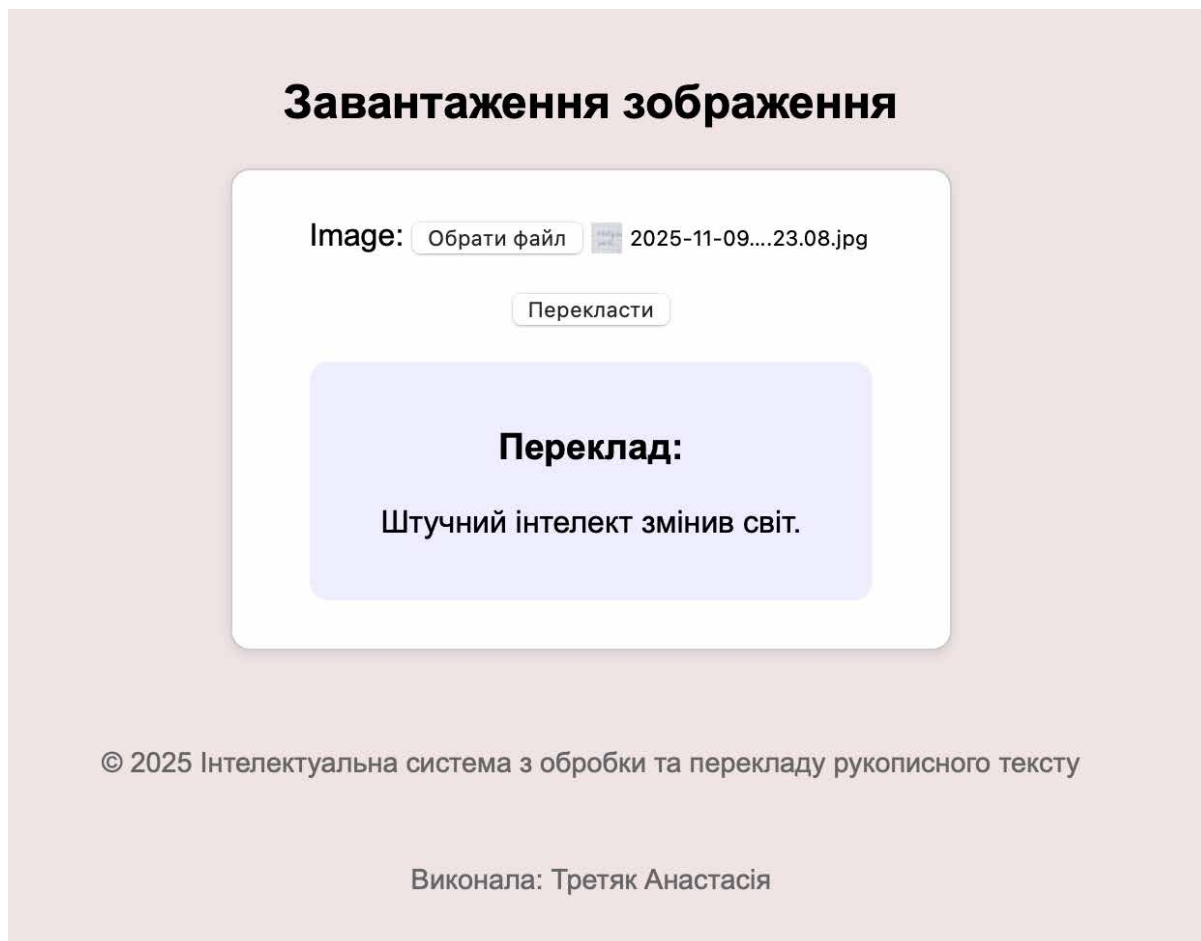 Завантаження зображення
Image: Обрати файл 2025-11-09....23.08.jpg
Перекласти
Переклад:
Штучний інтелект змінив світ.
© 2025 Інтелектуальна система з обробки та перекладу рукописного тексту
Виконала: Третяк Анастасія